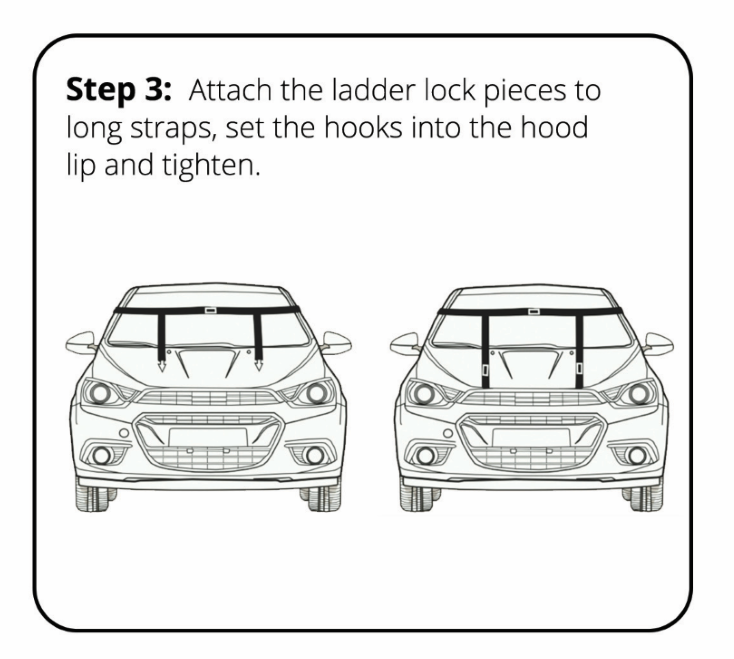 Step 3: Attach the ladder lock pieces to
long straps, set the hooks into the hood
lip and tighten.